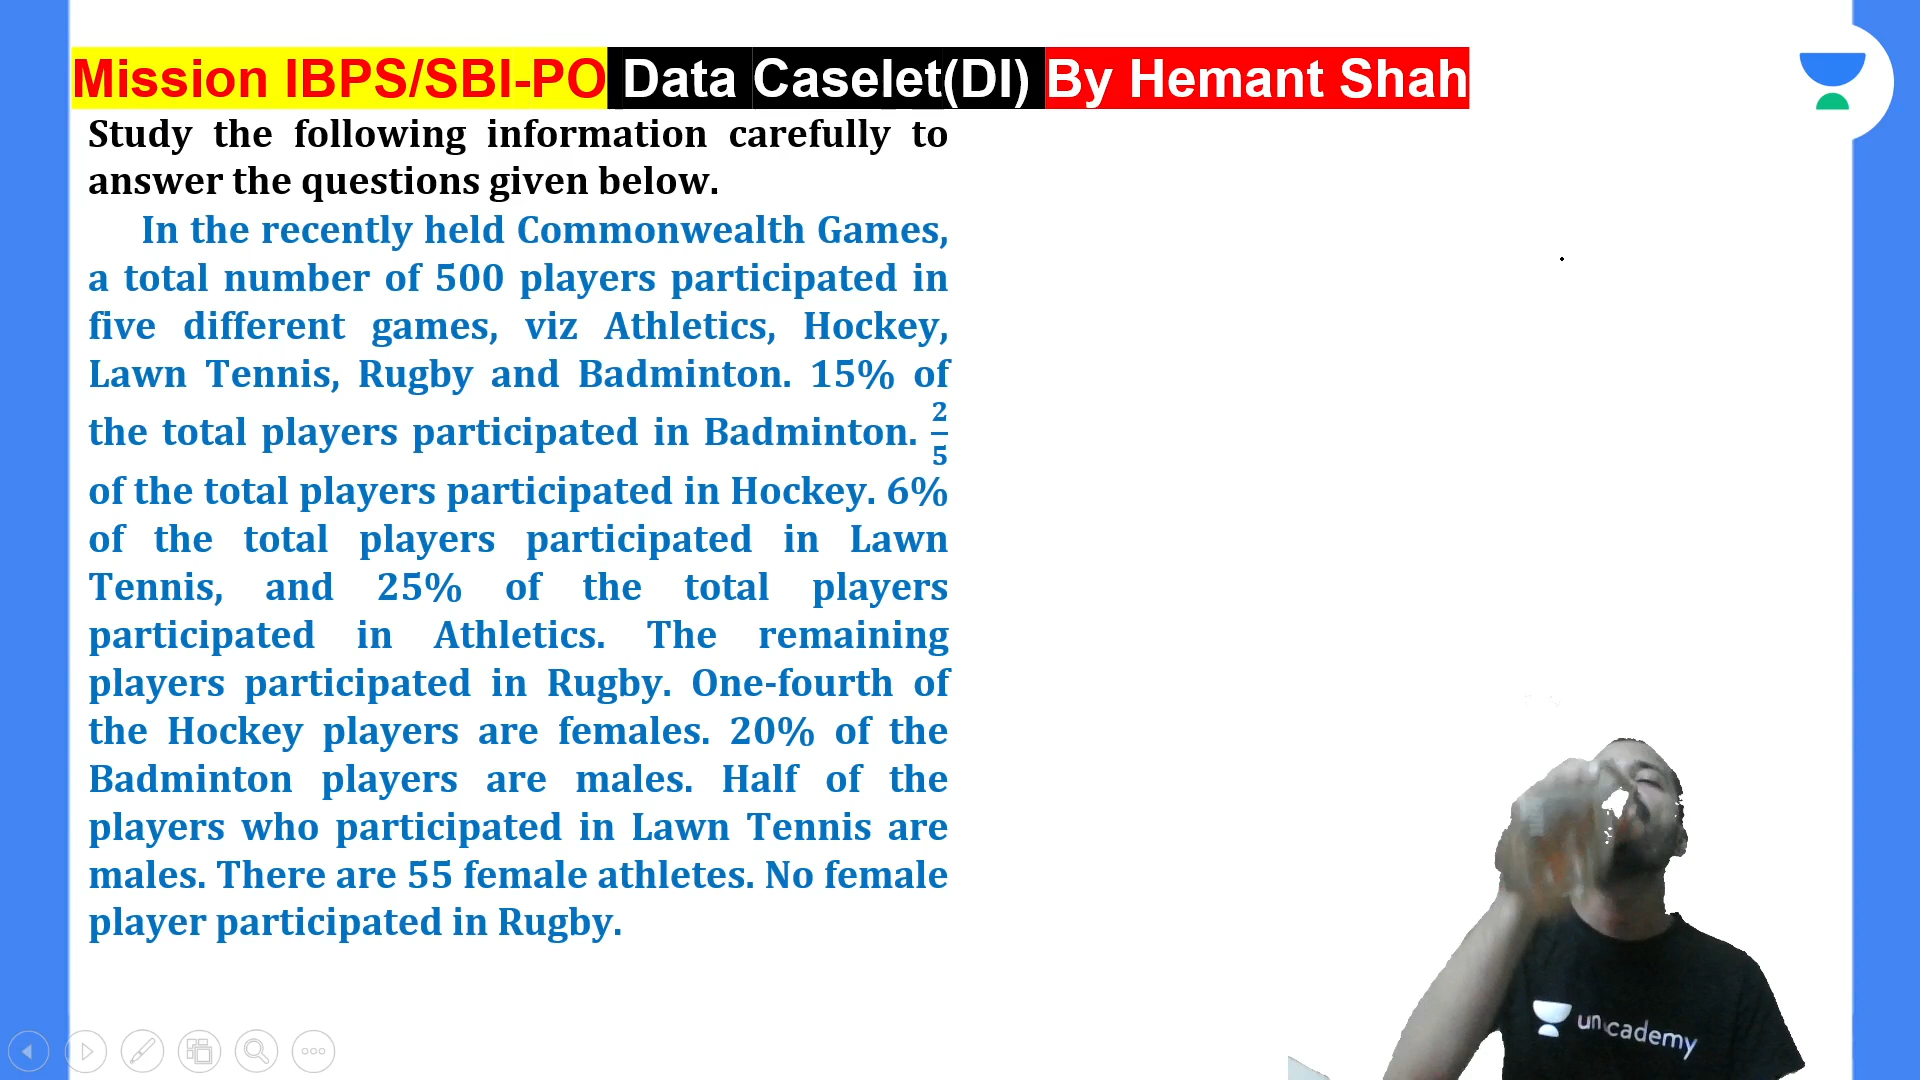 Mission IBPS/SBI-PO Data Caselet(DI) By Hemant Shah
Study the following information carefully to
answer the questions given below.
In the recently held Commonwealth Games,
a total number of 500 players participated in
five different games, viz Athletics, Hockey,
Lawn Tennis, Rugby and Badminton. 15% of
the total players participated in Badminton. 2/5
of the total players participated in Hockey. 6%
of the total players participated in Lawn
Tennis, and 25% of the total players
participated in Athletics. The remaining
players participated in Rugby. One-fourth of
the Hockey players are females. 20% of the
Badminton players are males. Half of the
players who participated in Lawn Tennis are
males. There are 55 female athletes. No female
player participated in Rugby.
unacademy